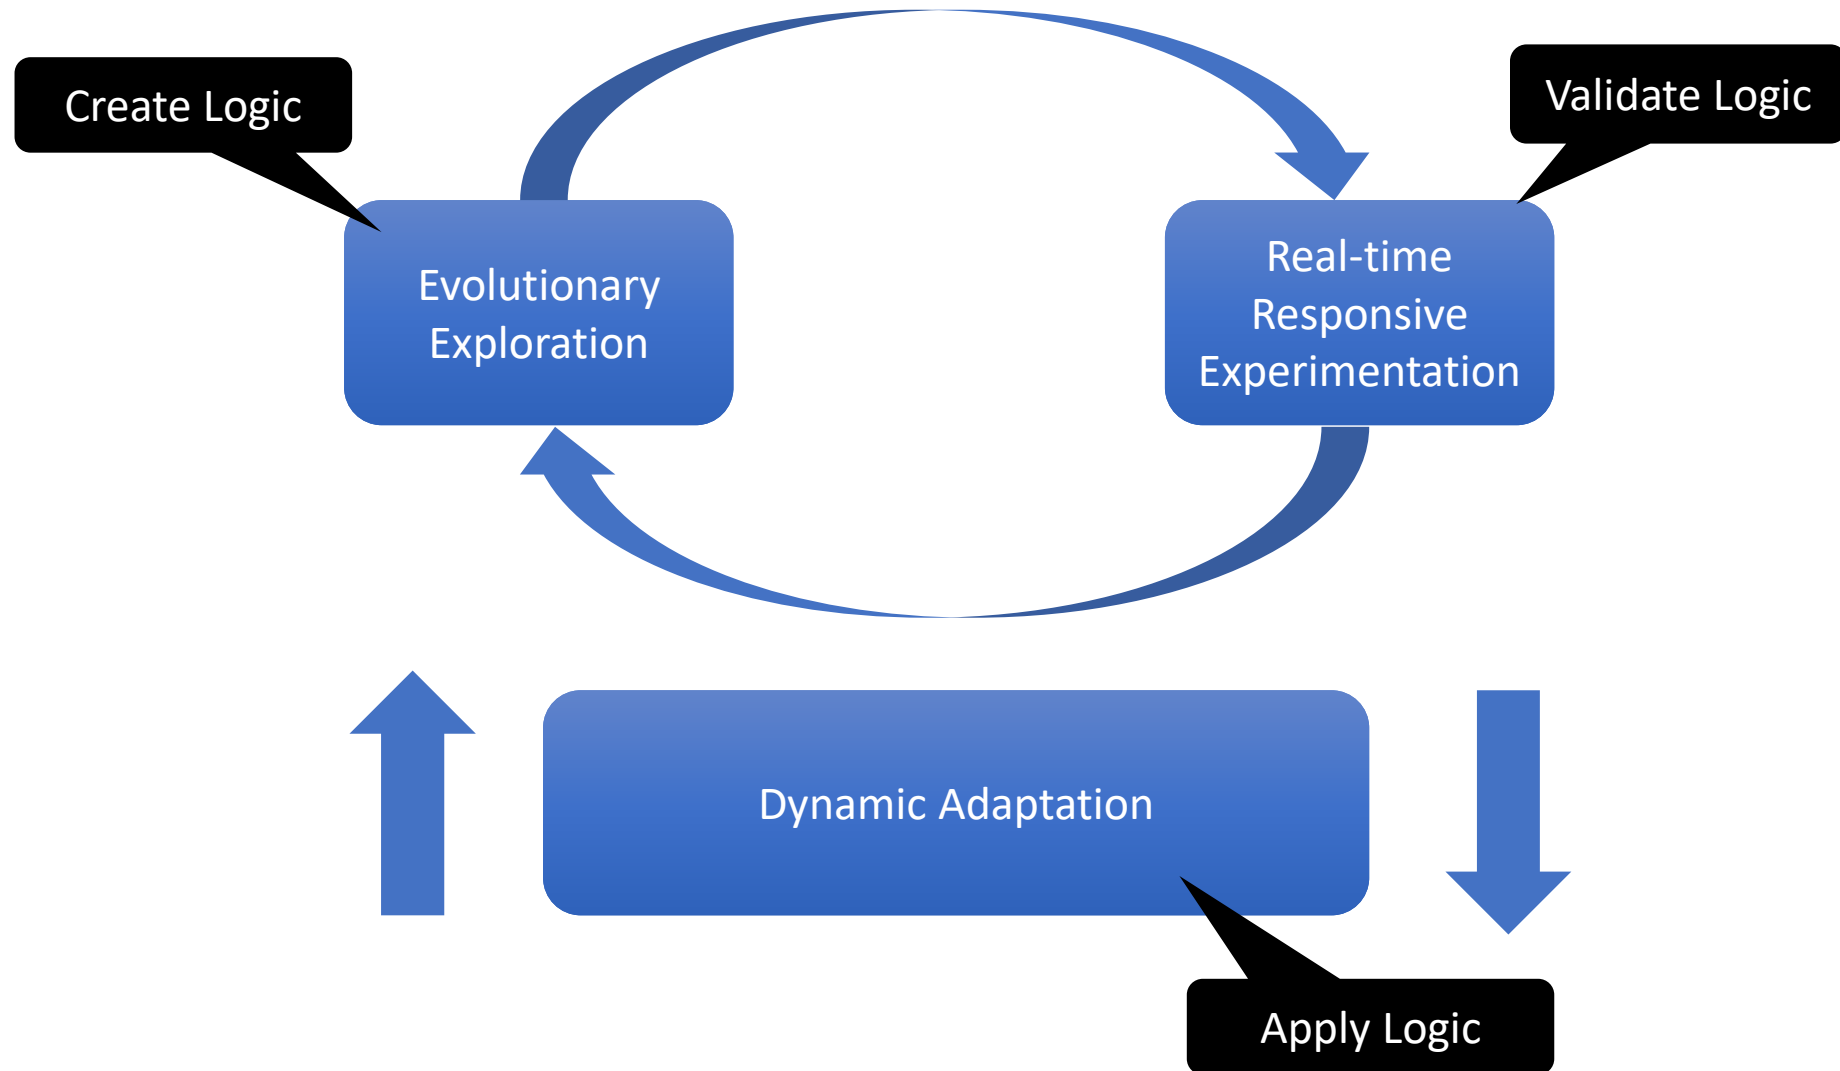 Create Logic
Validate Logic
Evolutionary
Exploration
Real-time
Responsive
Experimentation
Dynamic Adaptation
Apply Logic